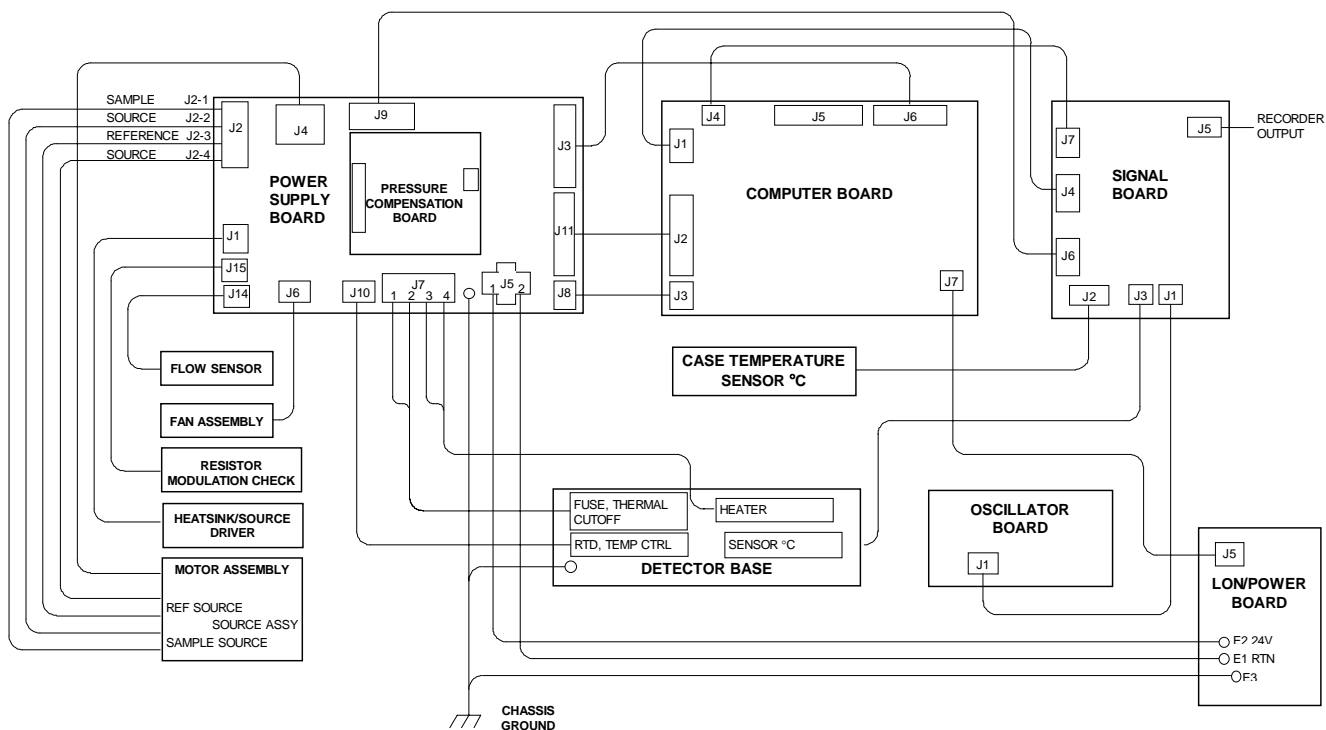 SAMPLE J2-1
SOURCE J2-2
REFERENCE J2-3
SOURCE J2-4
J2
J4
J9
J3
POWER
SUPPLY
BOARD
PRESSURE
COMPENSATION
BOARD
J1
J15
J14
J6
J10
J7
1 2 3 4
J5
1 2
J11
J8
J4
J5
J6
J1
COMPUTER BOARD
J2
J3
J7
J5
RECORDER
OUTPUT
J7
SIGNAL
BOARD
J4
J6
J2
J3
J1
FLOW SENSOR
FAN ASSEMBLY
RESISTOR
MODULATION CHECK
HEATSINK/SOURCE
DRIVER
MOTOR ASSEMBLY
REF SOURCE
SOURCE ASSY
SAMPLE SOURCE
CASE TEMPERATURE
SENSOR °C
FUSE, THERMAL
CUTOFF
HEATER
RTD, TEMP CTRL
SENSOR °C
DETECTOR BASE
OSCILLATOR
BOARD
J1
J5
LON/POWER
BOARD
E2 24V
E1 RTN
E3
CHASSIS
GROUND